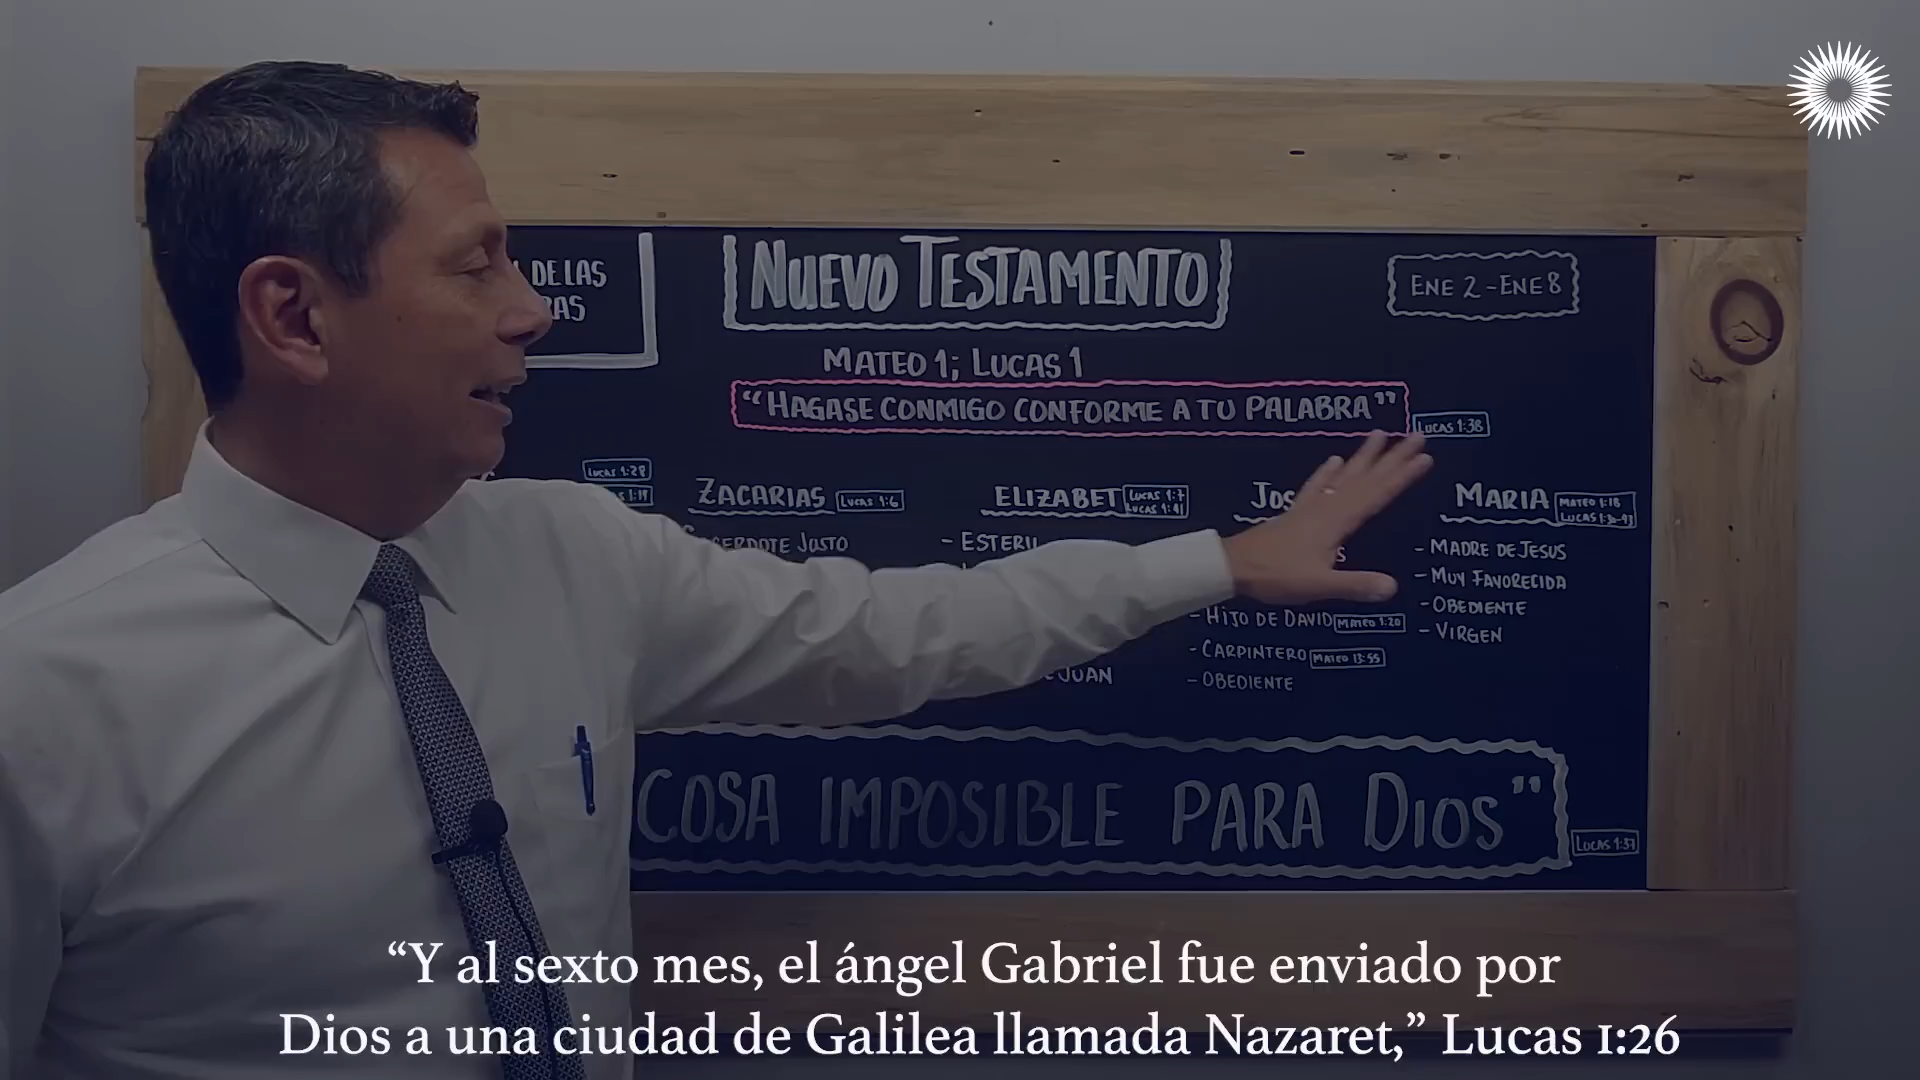 DE LAS
NUEVO TESTAMENTO
ENE 2 - ENE 8
MATEO 1; LUCAS 1
“HAGASE CONMIGO CONFORME A TU PALABRA”
LUCAS 1:38
ZACARIAS
LUCAS 1:6
ELIZABET
LUCAS 1:7
LUCAS 1:41
MARIA
MATEO 1:18
JUSTO
- ESTERIL
- MADRE DE JESUS
- MUY FAVORECIDA
- OBEDIENTE
- VIRGEN
- HIJO DE DAVID
MATEO 1:20
- CARPINTERO
MATEO 13:55
- OBEDIENTE
JUAN
COSA IMPOSIBLE PARA DIOS”
LUCAS 1:37
“Y al sexto mes, el ángel Gabriel fue enviado por
Dios a una ciudad de Galilea llamada Nazaret,” Lucas 1:26